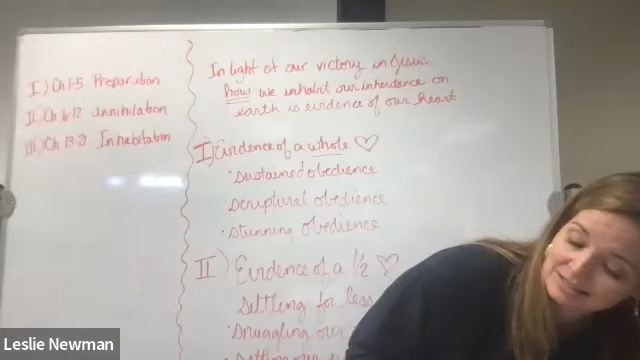 I) Ch 1-5 Preparation
II) Ch 6-12 Annihilation
III) Ch 13-21 Inhabitation
In light of our victory in Jesus
how we inhabit our inheritance on
earth is evidence of our heart
I) Evidence of a whole ♡
• Sustained obedience
• Scriptural obedience
• Stunning obedience
II) Evidence of a 1/2 ♡
Settling for less
• Snuggling our
Leslie Newman